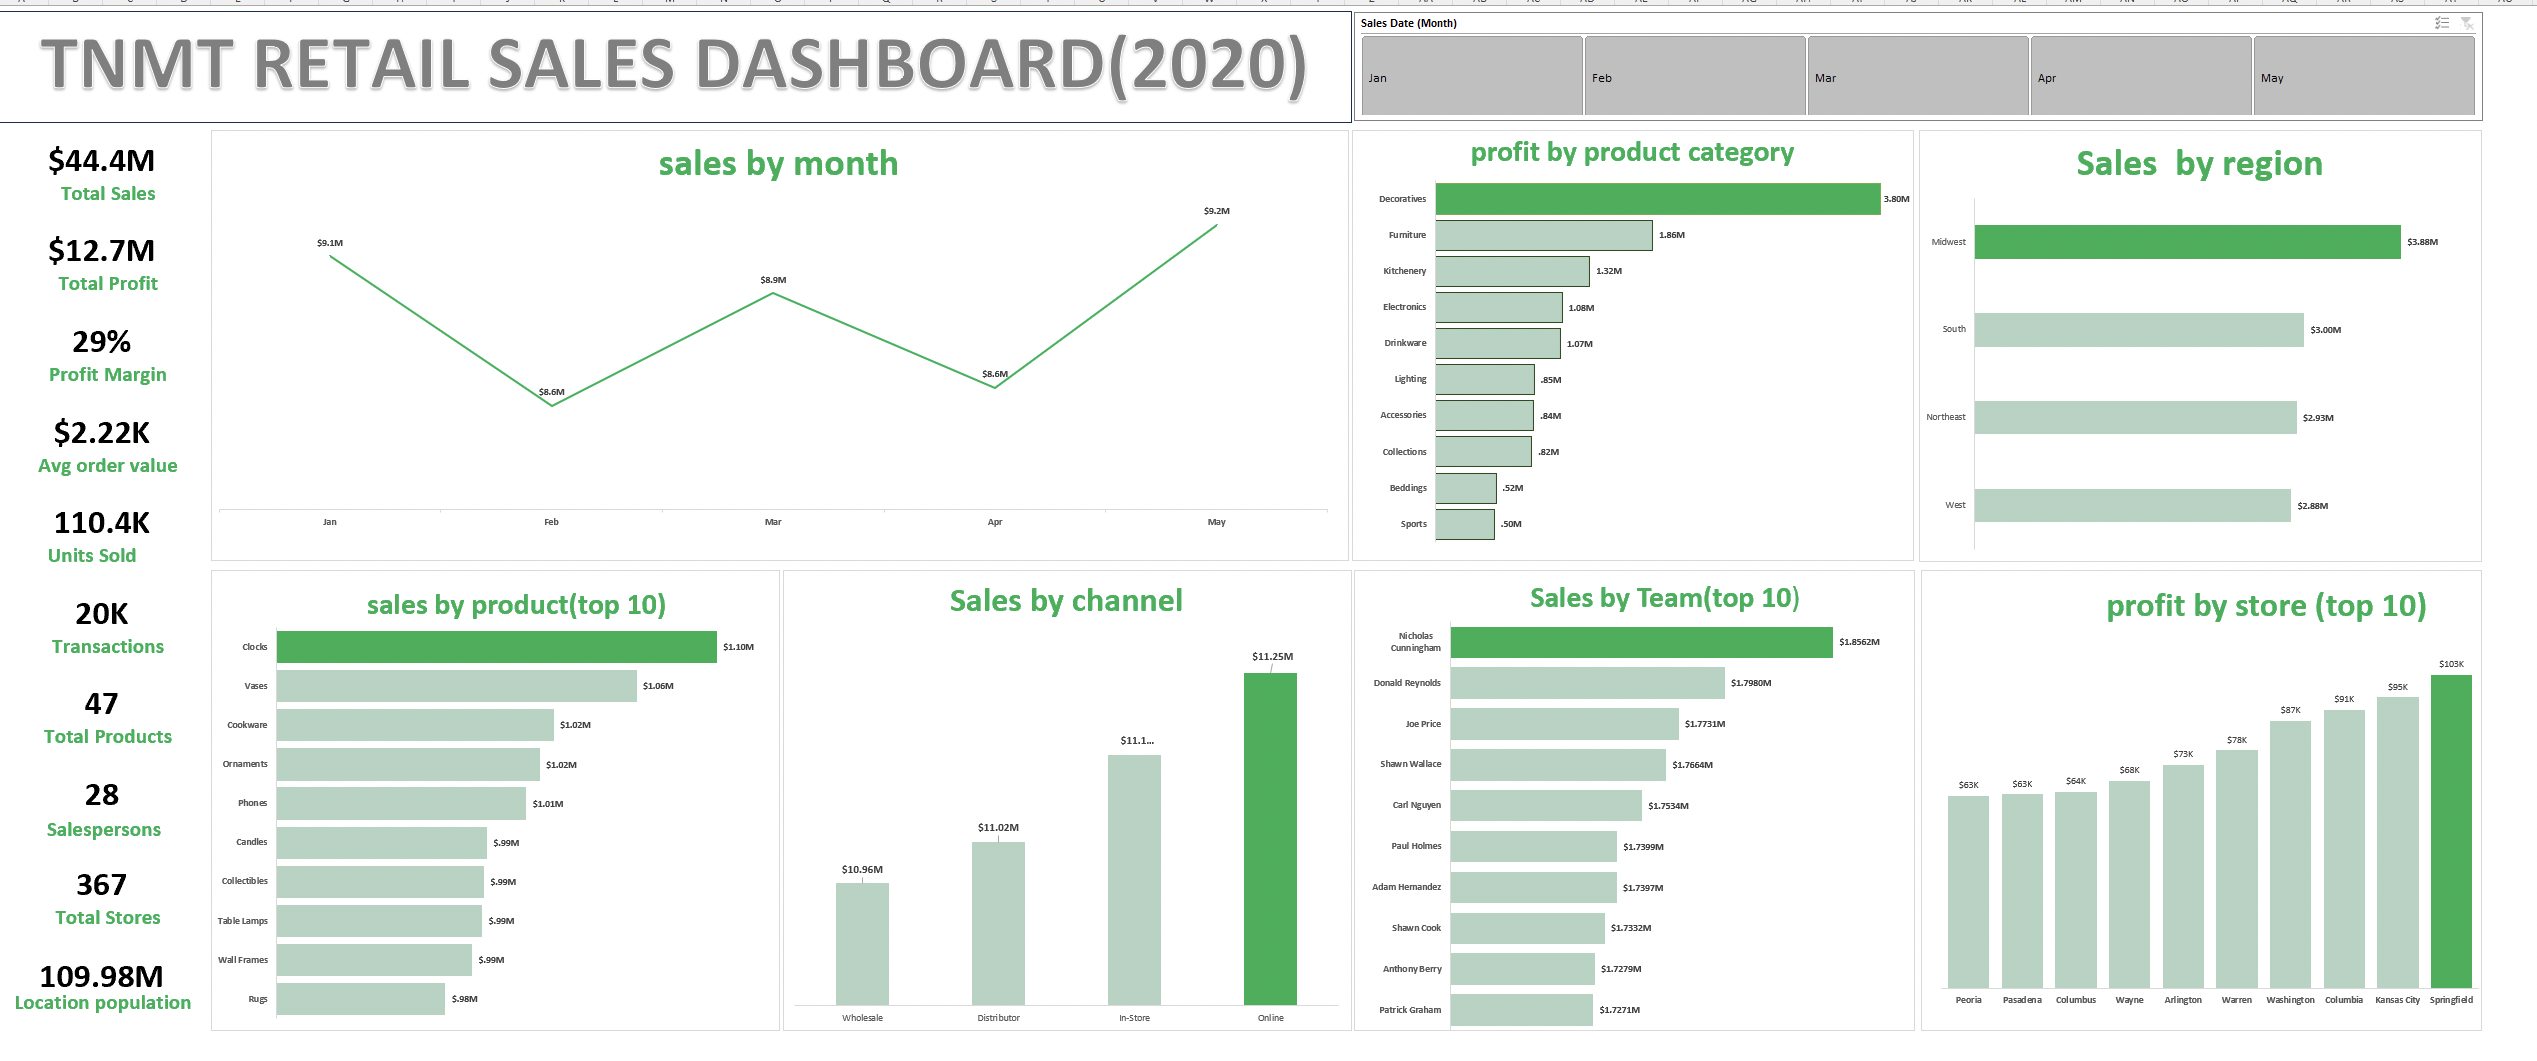 TNMT RETAIL SALES DASHBOARD(2020)
Sales Date (Month)
Jan
Feb
Mar
Apr
May
$44.4M
Total Sales
$12.7M
Total Profit
29%
Profit Margin
$2.22K
Avg order value
110.4K
Units Sold
20K
Transactions
47
Total Products
28
Salespersons
367
Total Stores
109.98M
Location population
sales by month
$9.1M
$8.6M
$8.9M
$8.6M
$9.2M
Jan
Feb
Mar
Apr
May
profit by product category
Decoratives 3.80M
Furniture 1.86M
Kitchenery 1.32M
Electronics 1.08M
Drinkware 1.07M
Lighting .85M
Accessories .84M
Collections .82M
Beddings .52M
Sports .50M
Sales by region
Midwest $3.88M
South $3.00M
Northeast $2.93M
West $2.88M
sales by product(top 10)
Clocks $1.10M
Vases $1.06M
Cookware $1.02M
Ornaments $1.02M
Phones $1.01M
Candles $.99M
Collectibles $.99M
Table Lamps $.99M
Wall Frames $.99M
Rugs $.98M
Sales by channel
$10.96M
$11.02M
$11.1...
$11.25M
Wholesale
Distributor
In-Store
Online
Sales by Team(top 10)
Nicholas
Cunningham $1.8562M
Donald Reynolds $1.7980M
Joe Price $1.7731M
Shawn Wallace $1.7664M
Carl Nguyen $1.7534M
Paul Holmes $1.7399M
Adam Hernandez $1.7397M
Shawn Cook $1.7332M
Anthony Berry $1.7279M
Patrick Graham $1.7271M
profit by store (top 10)
$63K
$63K
$64K
$68K
$73K
$78K
$87K
$91K
$95K
$103K
Peoria
Pasadena
Columbus
Wayne
Arlington
Warren
Washington
Columbia
Kansas City
Springfield